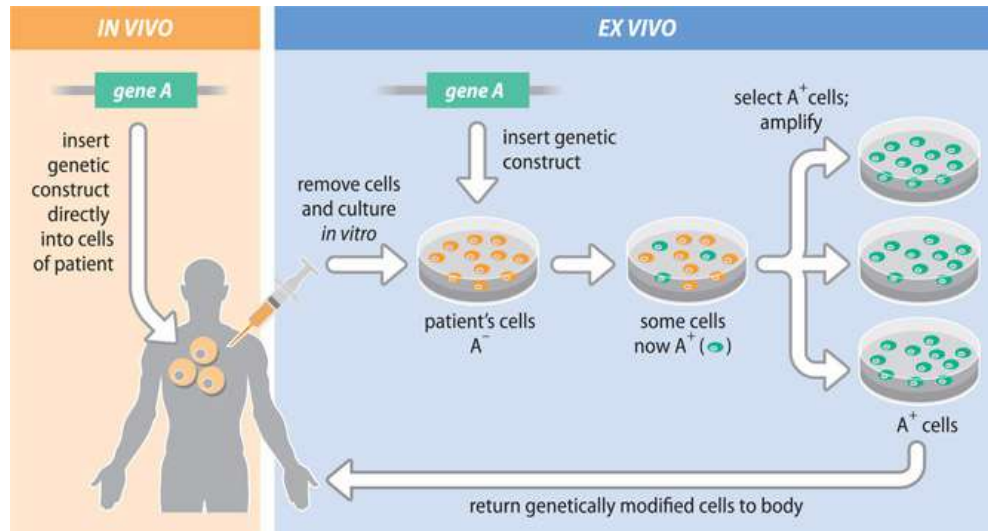 IN VIVO
gene A
insert
genetic
construct
directly
into cells
of patient
EX VIVO
gene A
insert genetic
construct
remove cells
and culture
in vitro
patient's cells
A⁻
some cells
now A⁺ ( )
select A⁺ cells;
amplify
A⁺ cells
return genetically modified cells to body